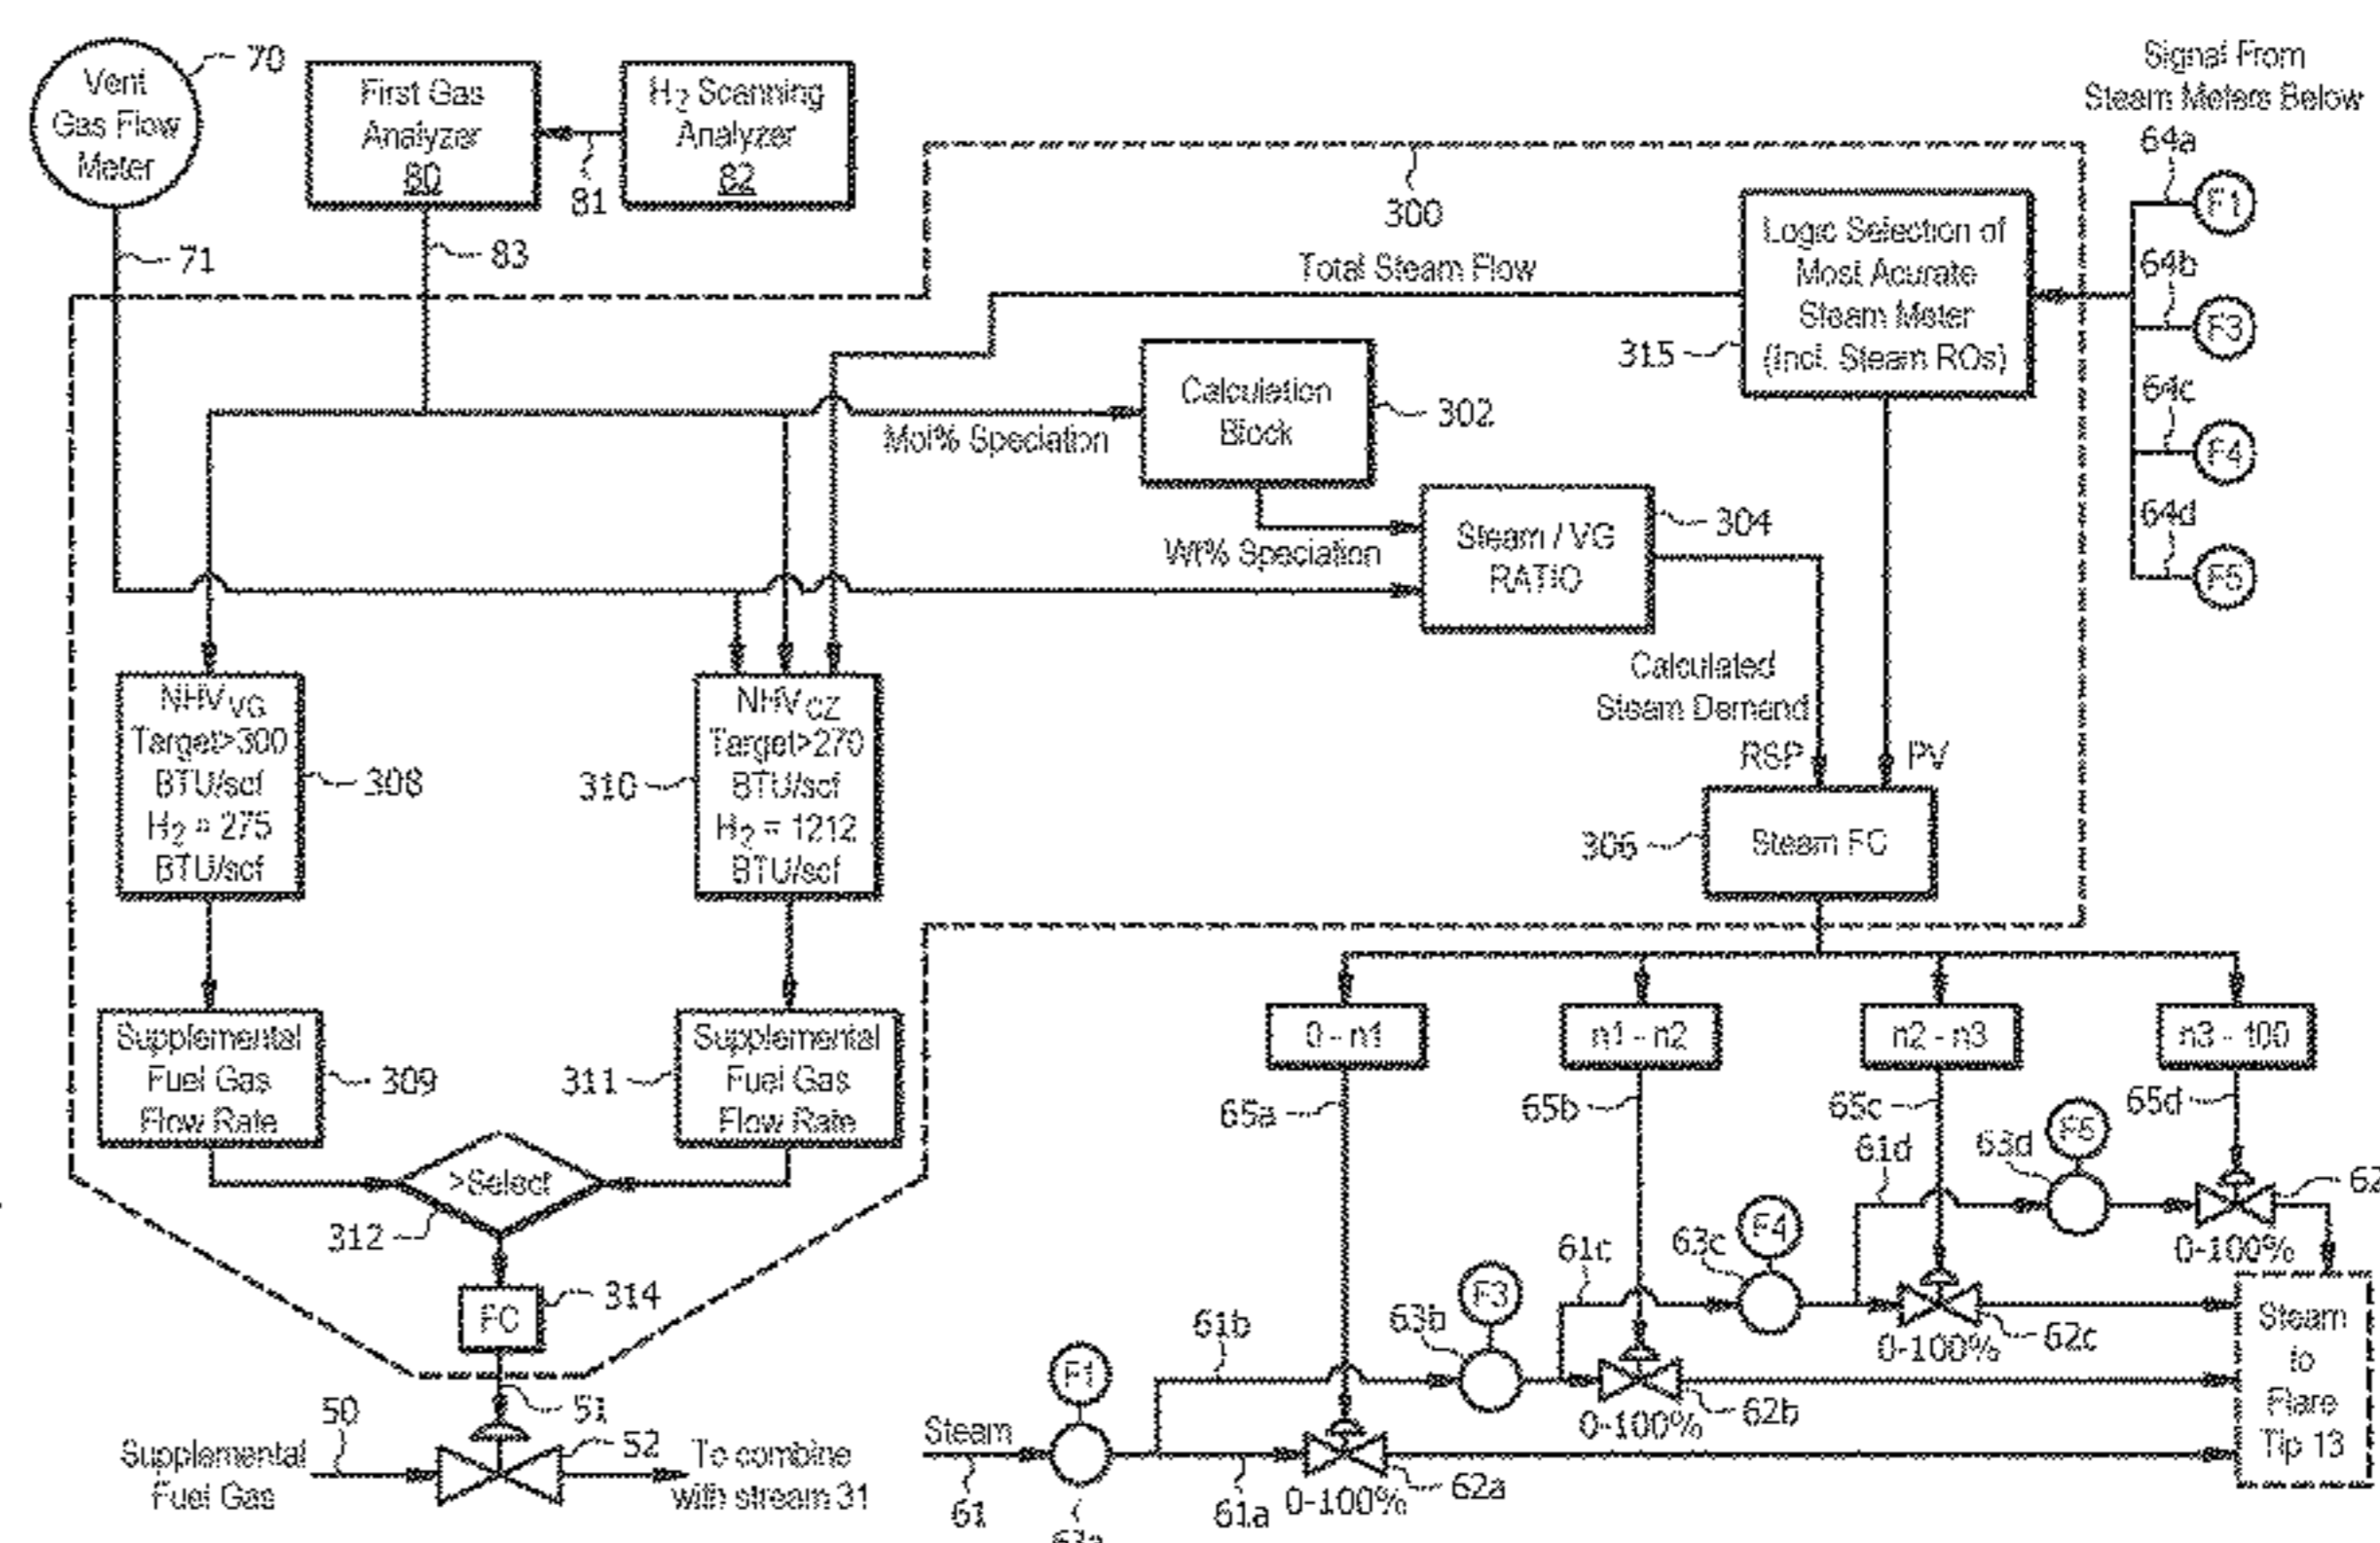 Vent
Gas Flow
Meter
70
71
First Gas
Analyzer
80
81
H2 Scanning
Analyzer
82
83
300
Total Steam Flow
Logic Selection of
Most Acurate
Steam Meter
(Incl. Steam ROs)
315
Signal From
Steam Meters Below
64a
F1
64b
F3
64c
F4
64d
F5
Mol% Speciation
Calculation
Block
302
Wt% Speciation
Steam / VG
RATIO
304
Calculated
Steam Demand
RSP
PV
Steam FC
306
NHVVG
Target>300
BTU/scf
H2 = 275
BTU/scf
308
NHVCZ
Target>270
BTU/scf
H2 = 1212
BTU/scf
310
Supplemental
Fuel Gas
Flow Rate
309
Supplemental
Fuel Gas
Flow Rate
311
>Select
312
FC
314
51
50
52
Supplemental
Fuel Gas
To combine
with stream 31
0 - n1
n1 - n2
n2 - n3
n3 - 100
65a
65b
65c
65d
61d
63d
F5
0-100%
61c
63c
F4
0-100%
62c
61b
63b
F3
0-100%
62b
Steam
61
F1
61a
0-100%
62a
Steam
to
Flare
Tip 13